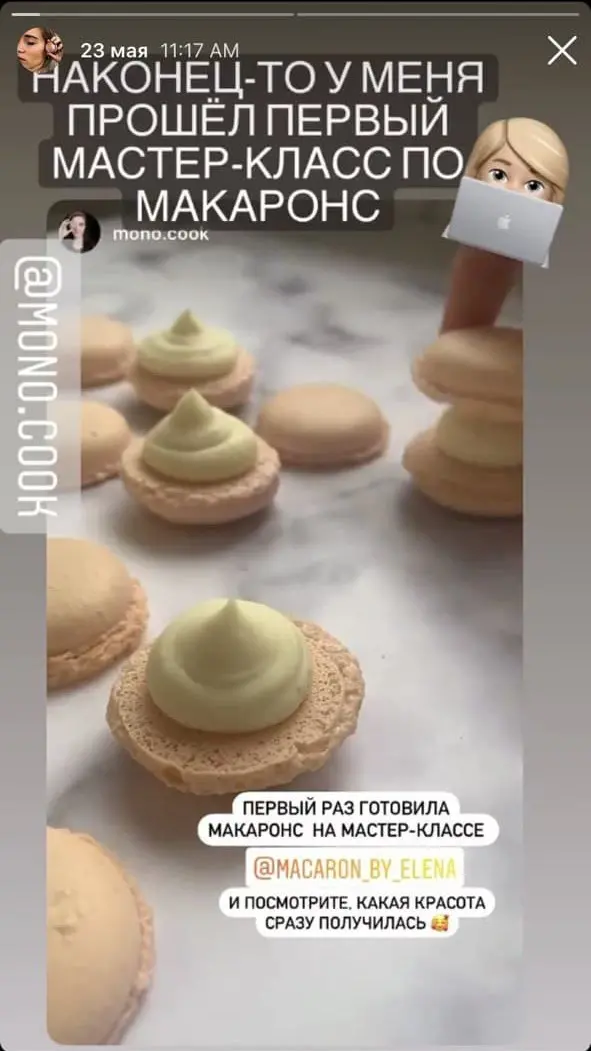 23 мая 11:17 AM
НАКОНЕЦ-ТО У МЕНЯ
ПРОШЁЛ ПЕРВЫЙ
МАСТЕР-КЛАСС ПО
МАКАРОНС
mono.cook
@MONO.COOK
ПЕРВЫЙ РАЗ ГОТОВИЛА
МАКАРОНС НА МАСТЕР-КЛАССЕ
@MACARON_BY_ELENA
И ПОСМОТРИТЕ, КАКАЯ КРАСОТА
СРАЗУ ПОЛУЧИЛАСЬ 🥰